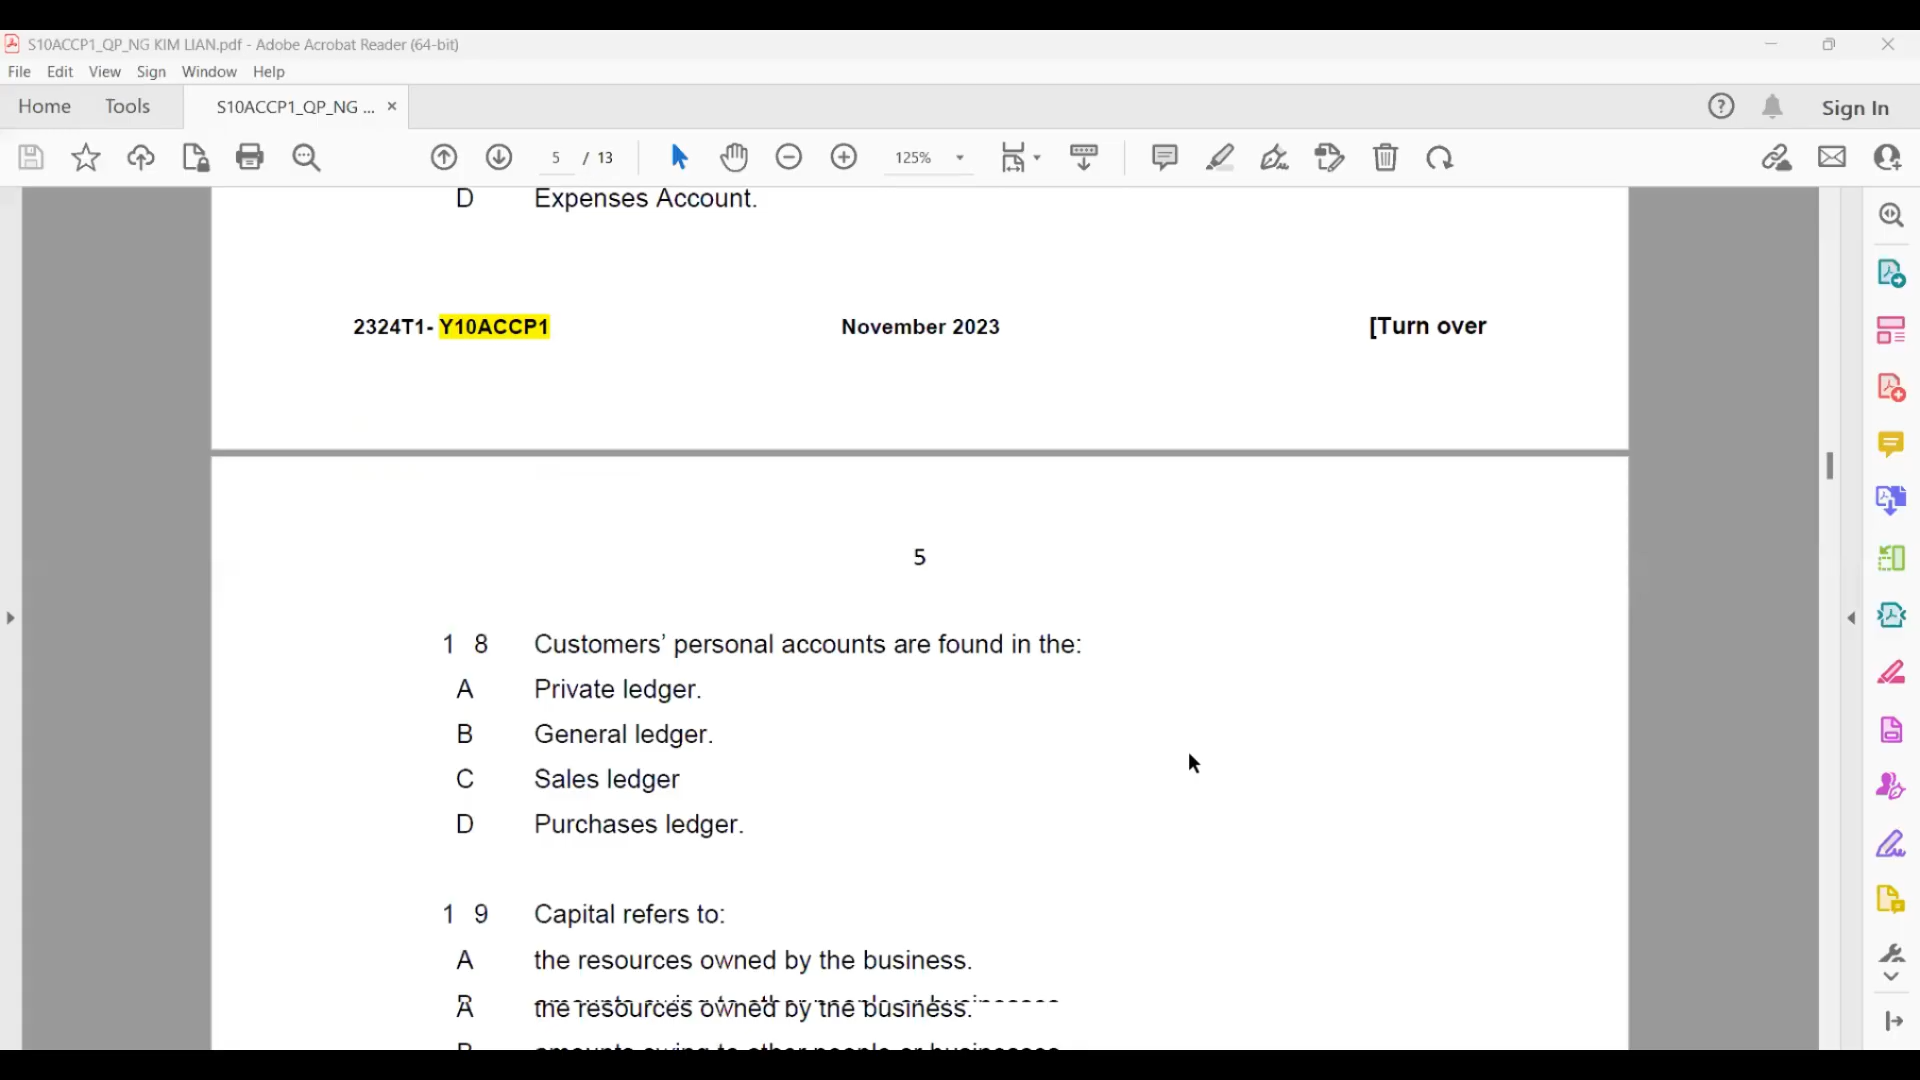 S10ACCP1_QP_NG KIM LIAN.pdf - Adobe Acrobat Reader (64-bit)
File Edit View Sign Window Help
Home Tools S10ACCP1_QP_NG ... × Sign In
5 / 13 125%
D Expenses Account.
2324T1- Y10ACCP1 November 2023 [Turn over
5
1 8 Customers’ personal accounts are found in the:
A Private ledger.
B General ledger.
C Sales ledger
D Purchases ledger.
1 9 Capital refers to:
A the resources owned by the business.
A the resources owned by the business.